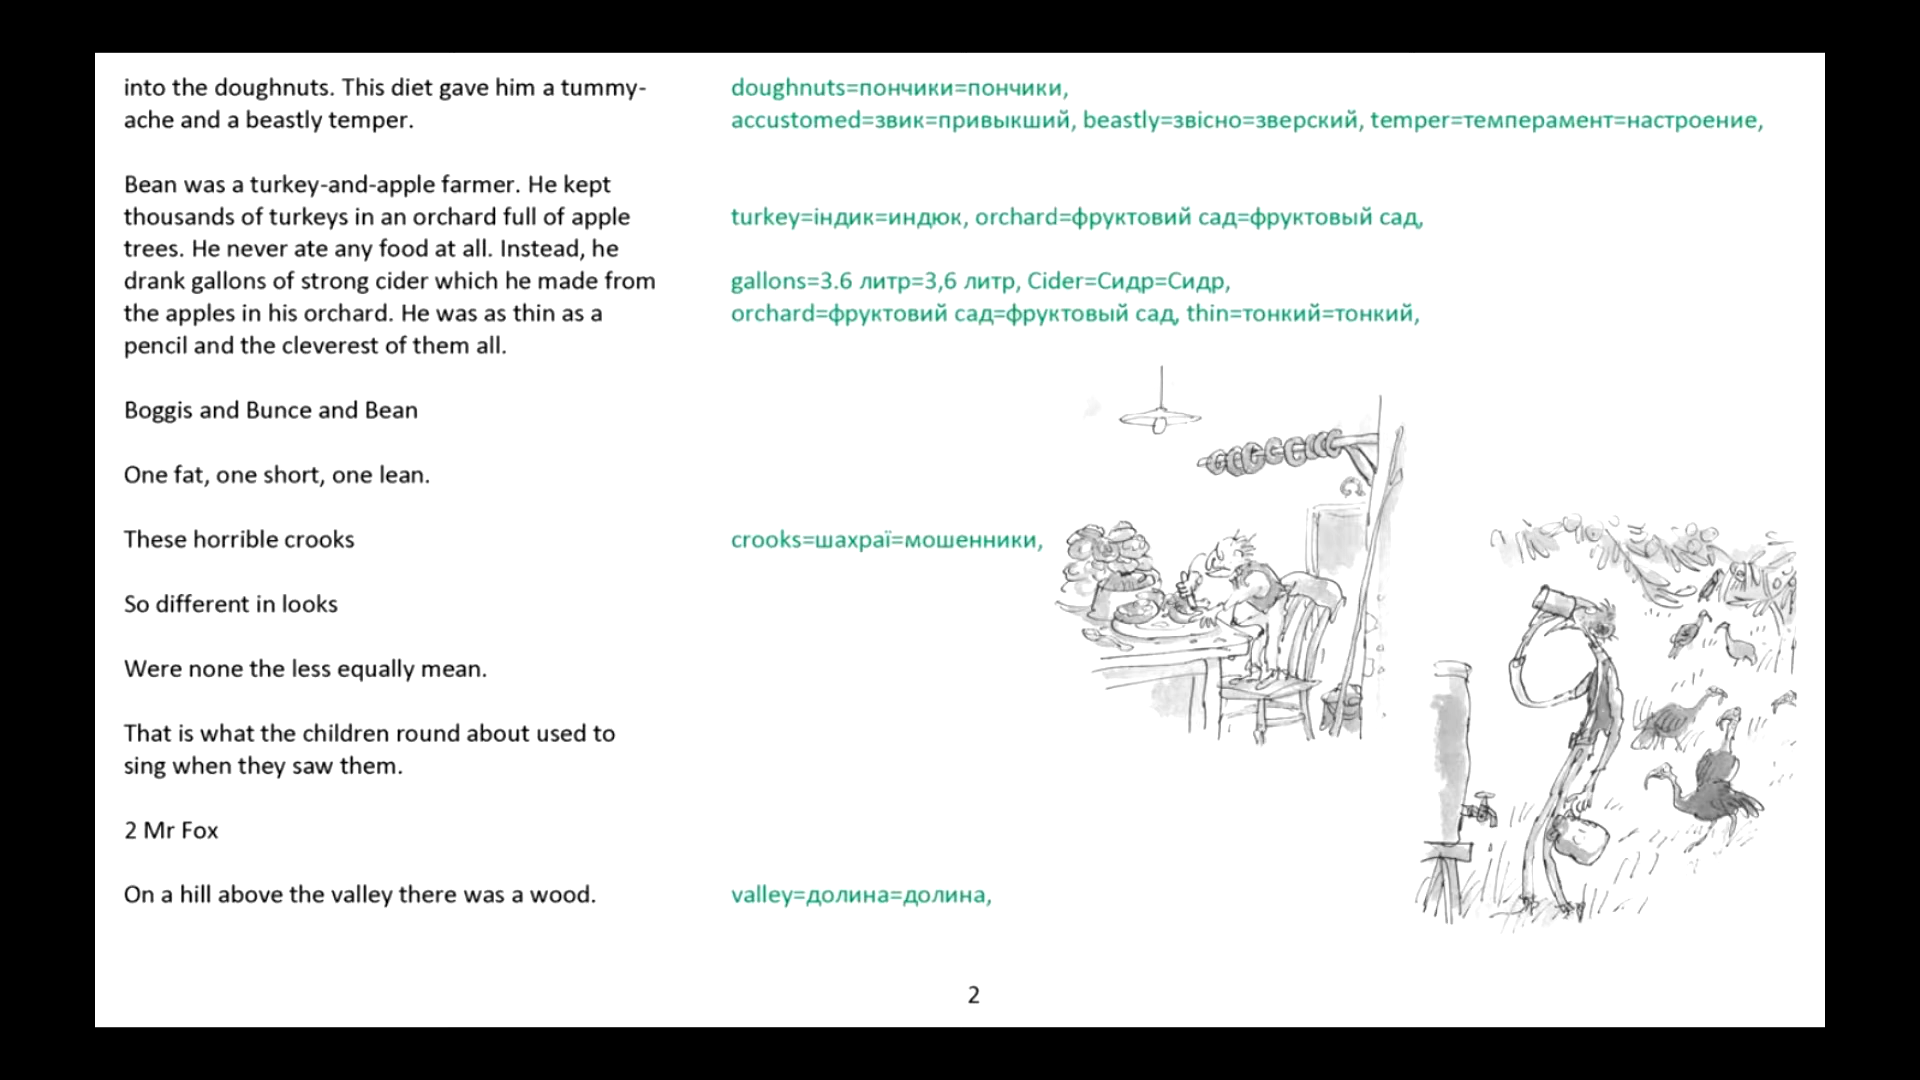 into the doughnuts. This diet gave him a tummy-
ache and a beastly temper.
Bean was a turkey-and-apple farmer. He kept
thousands of turkeys in an orchard full of apple
trees. He never ate any food at all. Instead, he
drank gallons of strong cider which he made from
the apples in his orchard. He was as thin as a
pencil and the cleverest of them all.
Boggis and Bunce and Bean
One fat, one short, one lean.
These horrible crooks
So different in looks
Were none the less equally mean.
That is what the children round about used to
sing when they saw them.
2 Mr Fox
On a hill above the valley there was a wood.
doughnuts=пончики=пончики,
accustomed=звик=привыкший, beastly=звісно=зверский, temper=темперамент=настроение,
turkey=індик=индюк, orchard=фруктовий сад=фруктовый сад,
gallons=3.6 литр=3,6 литр, Cider=Сидр=Сидр,
orchard=фруктовий сад=фруктовый сад, thin=тонкий=тонкий,
crooks=шахраї=мошенники,
valley=долина=долина,
2